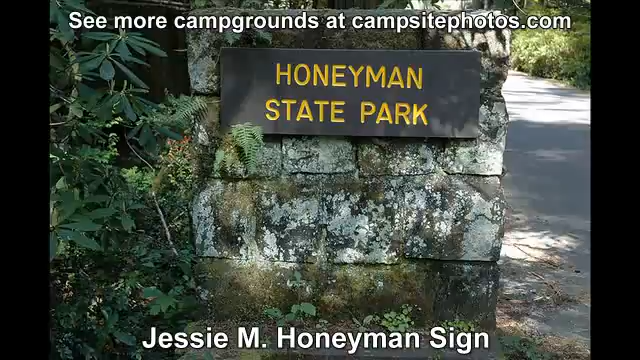 See more campgrounds at campsitephotos.com
HONEYMAN
STATE PARK
Jessie M. Honeyman Sign